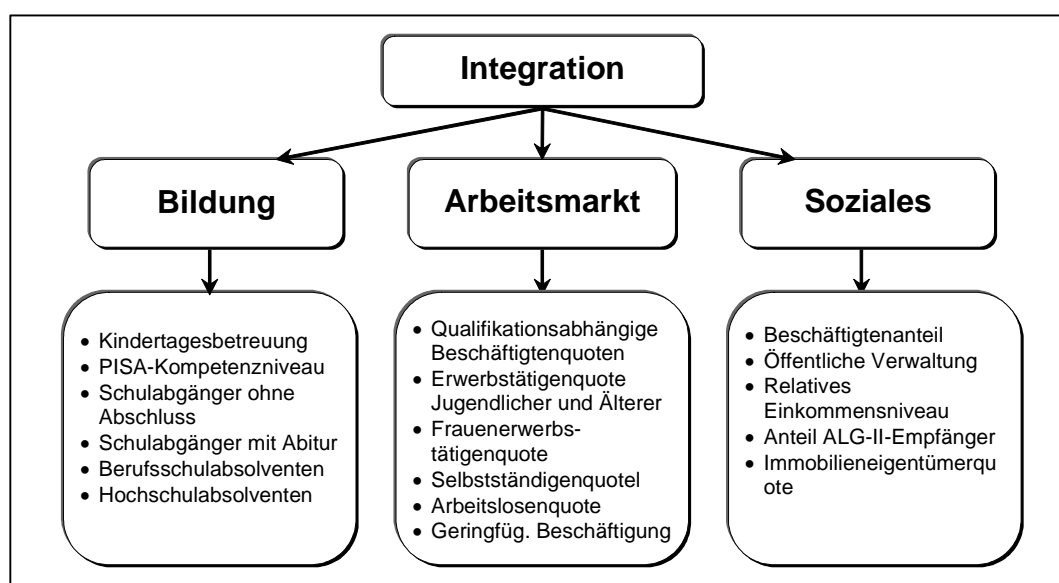 Integration
Bildung
Arbeitsmarkt
Soziales
• Kindertagesbetreuung
• PISA-Kompetenzniveau
• Schulabgänger ohne
Abschluss
• Schulabgänger mit Abitur
• Berufsschulabsolventen
• Hochschulabsolventen
• Qualifikationsabhängige
Beschäftigtenquoten
• Erwerbstätigenquote
Jugendlicher und Älterer
• Frauenerwerbs-
tätigenquote
• Selbstständigenquotel
• Arbeitslosenquote
• Geringfüg. Beschäftigung
• Beschäftigtenanteil
• Öffentliche Verwaltung
• Relatives
Einkommensniveau
• Anteil ALG-II-Empfänger
• Immobilieneigentümerqu
ote